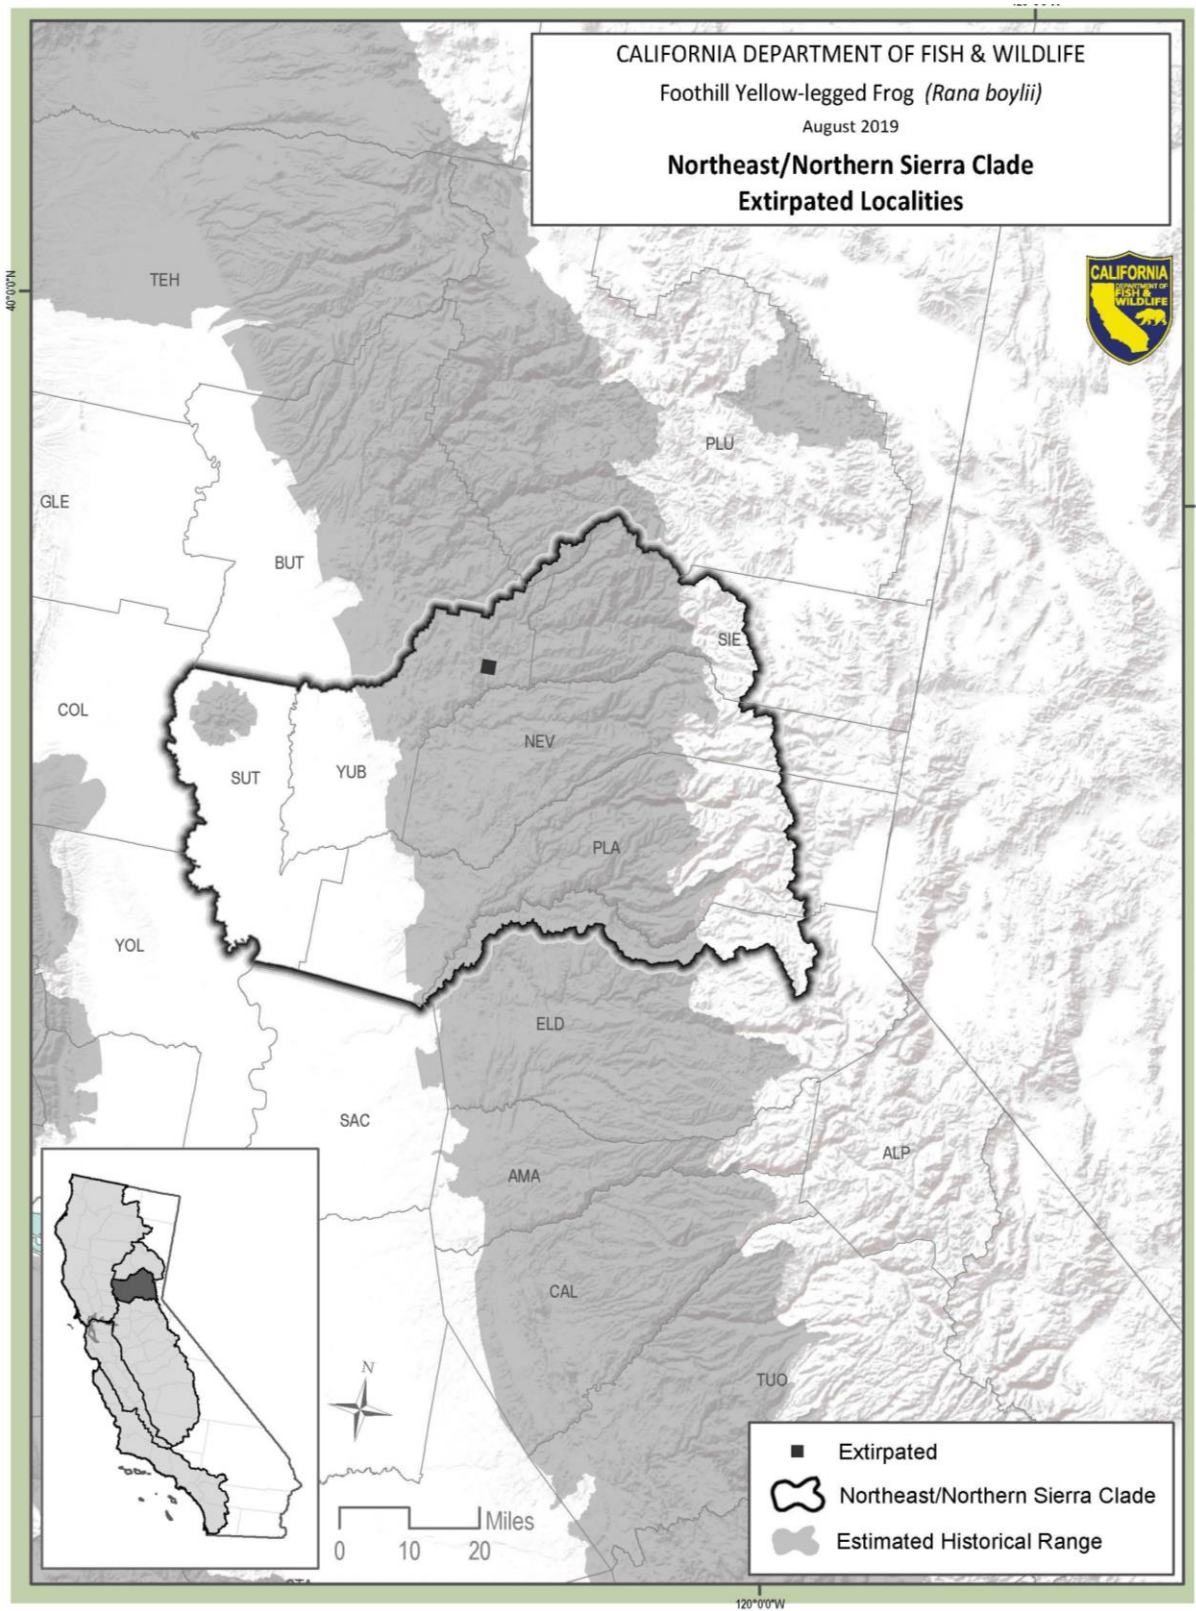 CALIFORNIA DEPARTMENT OF FISH & WILDLIFE
Foothill Yellow-legged Frog (Rana boylii)
August 2019
Northeast/Northern Sierra Clade
Extirpated Localities
CALIFORNIA
DEPARTMENT OF
FISH &
WILDLIFE
40°0'0"N
TEH
PLU
GLE
BUT
SIE
COL
NEV
SUT
YUB
PLA
YOL
ELD
SAC
ALP
AMA
CAL
TUO
N
Miles
0 10 20
Extirpated
Northeast/Northern Sierra Clade
Estimated Historical Range
120°0'0"W